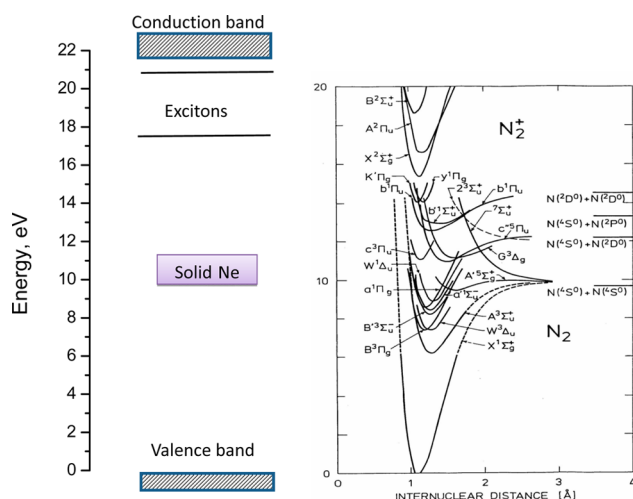 Conduction band
22
20
18
16
14
12
10
8
6
4
2
0
Energy, eV
Excitons
Solid Ne
Valence band
20
10
0
B²Σᵤ⁺
A²Πᵤ
X²Σg⁺
N₂⁺
K'Πg
y¹Πg
b¹Πᵤ
2³Σᵤ⁺
b¹Πᵤ
b'¹Σᵤ⁺
⁷Σᵤ⁺
c³Πᵤ
c"⁵Πᵤ
W¹Δᵤ
G³Δg
A'⁵Σg⁺
a¹Πg
a'¹Σᵤ⁻
B'³Σᵤ⁻
A³Σᵤ⁺
W³Δᵤ
B³Πg
X¹Σg⁺
N(²D⁰)+N(²D⁰)
N(⁴S⁰)+N(²P⁰)
N(⁴S⁰)+N(²D⁰)
N(⁴S⁰)+N(⁴S⁰)
N₂
0 1 2 3 4
INTERNUCLEAR DISTANCE [Å]